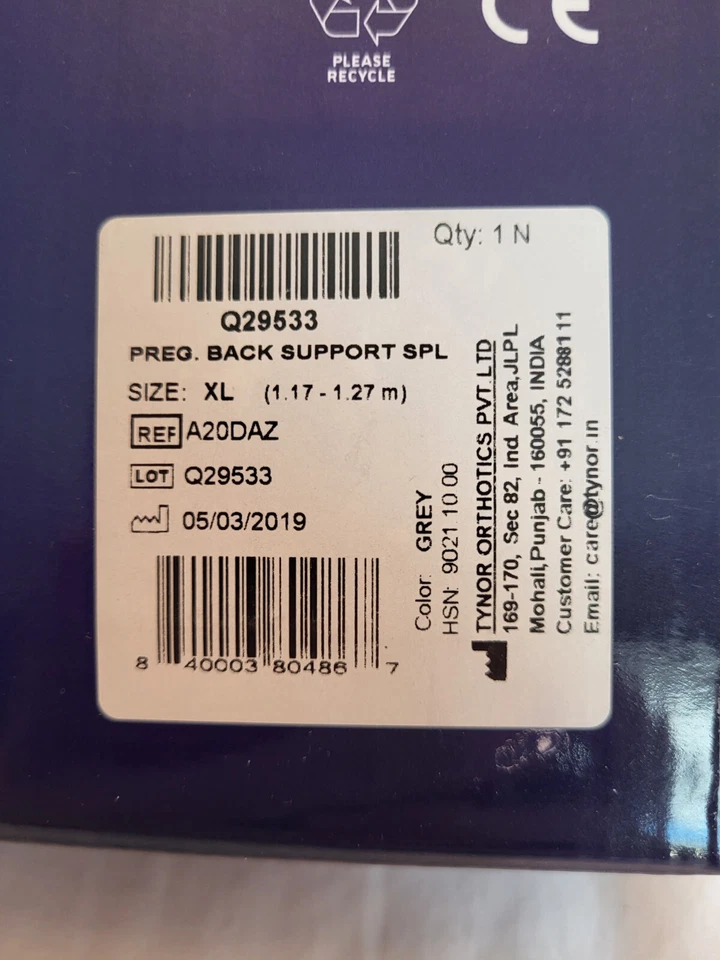 PLEASE
RECYCLE
CE
Qty: 1 N
Q29533
PREG. BACK SUPPORT SPL
SIZE: XL (1.17 - 1.27 m)
REF A20DAZ
LOT Q29533
05/03/2019
8 40003 80486 7
Color: GREY
HSN: 9021 10 00
TYNOR ORTHOTICS PVT. LTD
169-170, Sec 82, Ind. Area,JLPL
Mohali,Punjab - 160055, INDIA
Customer Care: +91 172 5288111
Email: care@tynor.in